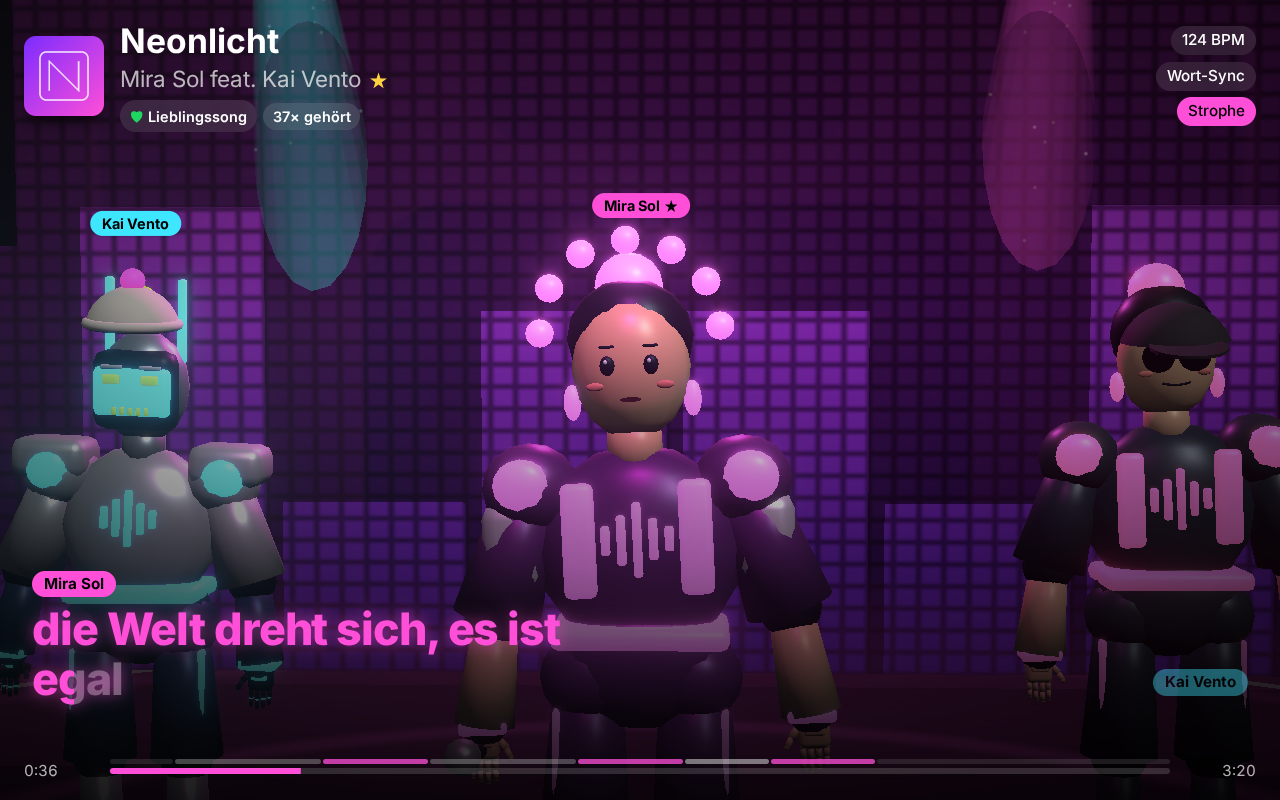 N
Neonlicht
Mira Sol feat. Kai Vento ★
Lieblingssong
37× gehört
124 BPM
Wort-Sync
Strophe
Kai Vento
Mira Sol ★
Mira Sol
die Welt dreht sich, es ist
egal
Kai Vento
0:36
3:20